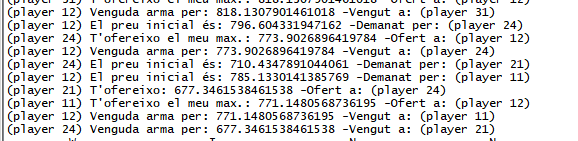 (player 12) Venguda arma per: 818.1307901461018 -Vengut a: (player 31)
(player 12) El preu inicial és: 796.604331947162 -Demanat per: (player 24)
(player 24) T'ofereixo el meu max.: 773.9026896419784 -Ofert a: (player 12)
(player 12) Venguda arma per: 773.9026896419784 -Vengut a: (player 24)
(player 24) El preu inicial és: 710.4347891044061 -Demanat per: (player 21)
(player 12) El preu inicial és: 785.1330141385769 -Demanat per: (player 11)
(player 21) T'ofereixo: 677.3461538461538 -Ofert a: (player 24)
(player 11) T'ofereixo el meu max.: 771.1480568736195 -Ofert a: (player 12)
(player 12) Venguda arma per: 771.1480568736195 -Vengut a: (player 11)
(player 24) Venguda arma per: 677.3461538461538 -Vengut a: (player 21)